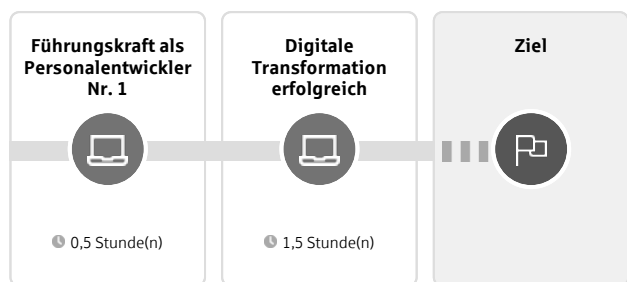 Führungskraft als
Personalentwickler
Nr. 1
0,5 Stunde(n)
Digitale
Transformation
erfolgreich
1,5 Stunde(n)
Ziel